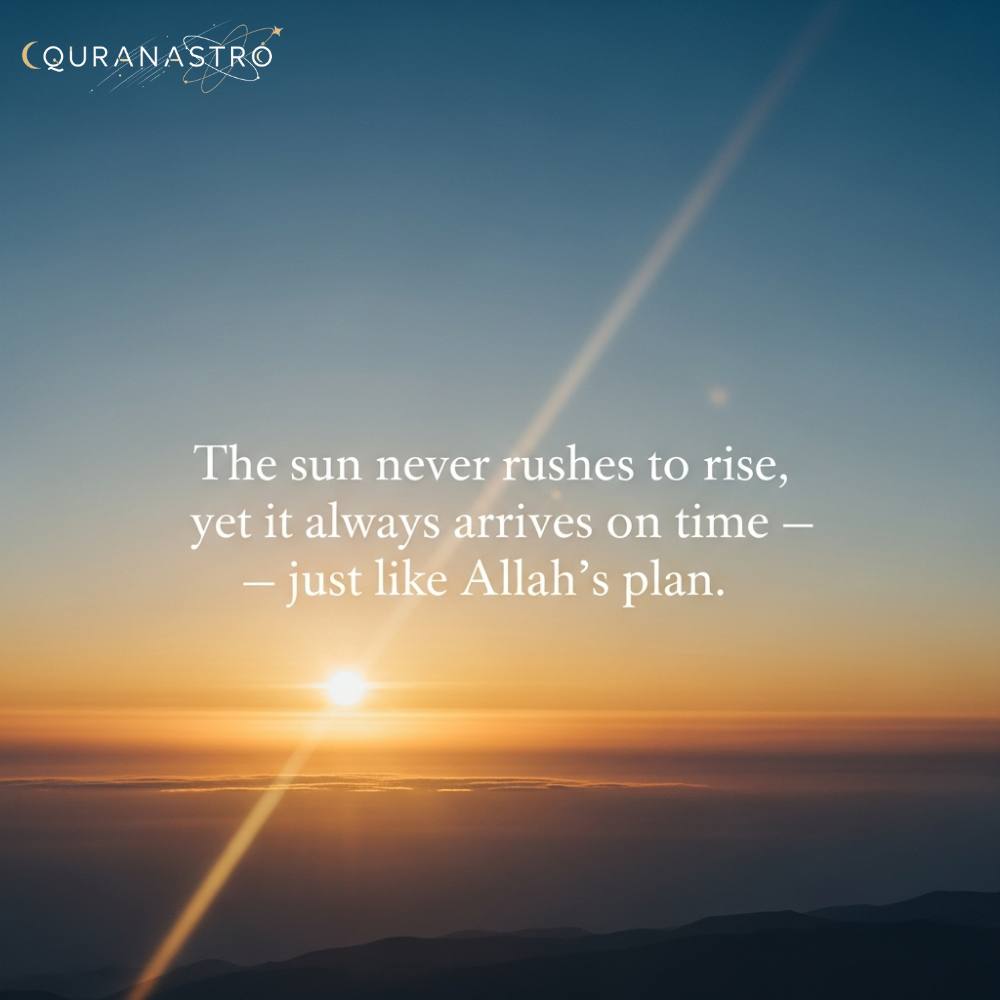 QURANASTRO
The sun never rushes to rise,
yet it always arrives on time –
– just like Allah’s plan.